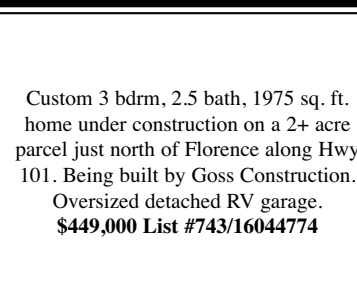 Custom 3 bdrm, 2.5 bath, 1975 sq. ft.
home under construction on a 2+ acre
parcel just north of Florence along Hwy
101. Being built by Goss Construction.
Oversized detached RV garage.
$449,000 List #743/16044774